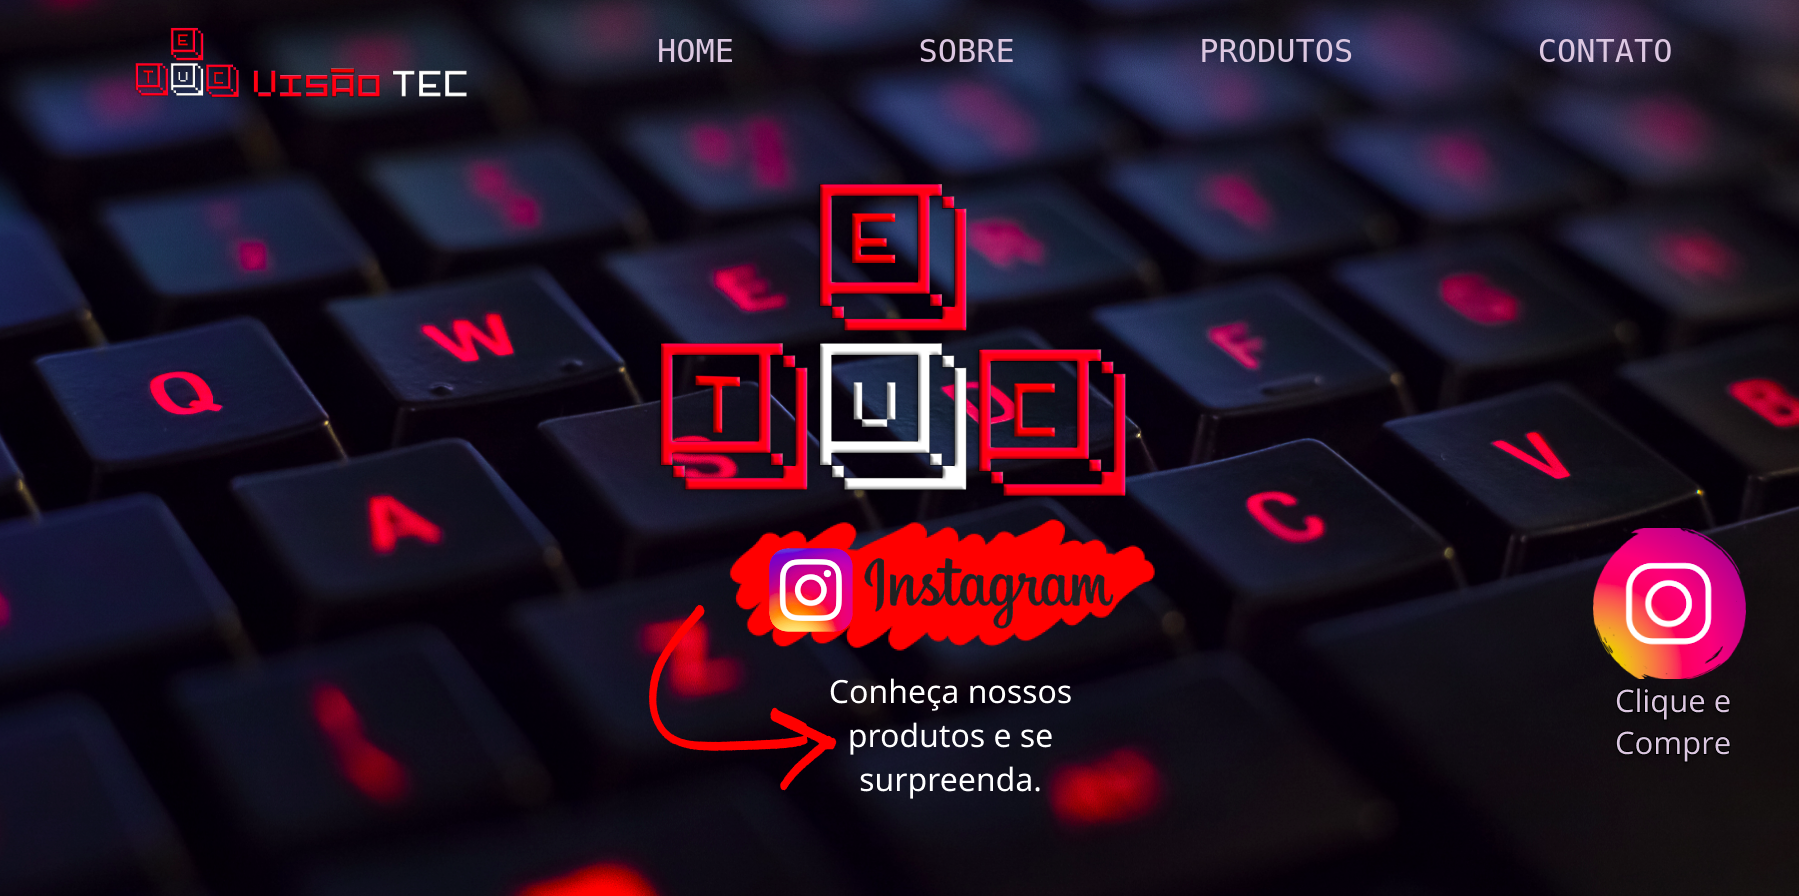 E
T U C VISÃO TEC
HOME SOBRE PRODUTOS CONTATO
E
T U C
Instagram
Conheça nossos
produtos e se
surpreenda.
Clique e
Compre
Q W E R
A S D F G
Z C V B